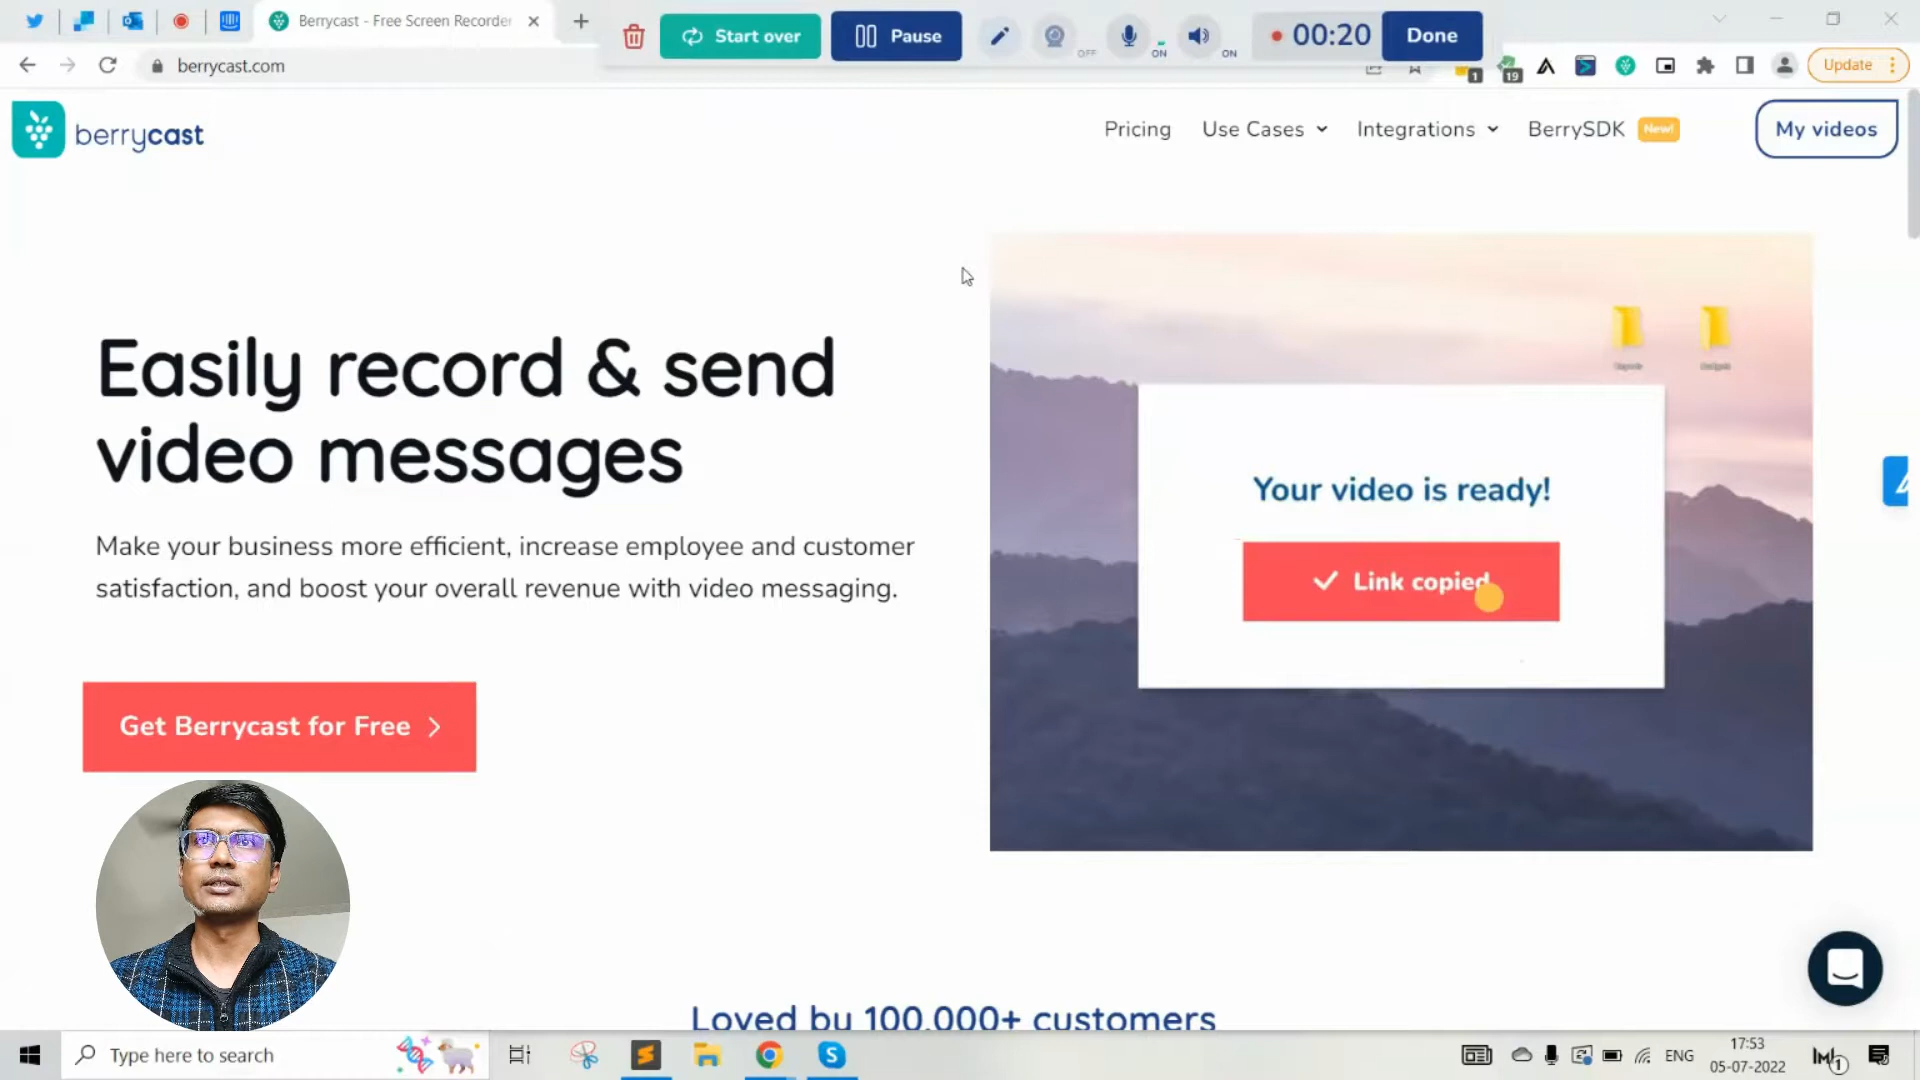 Berrycast - Free Screen Recorder
Start over
Pause
OFF
ON
ON
00:20
Done
berrycast.com
1
19
Update
berrycast
Pricing
Use Cases
Integrations
BerrySDK
New!
My videos
Easily record & send
video messages
Make your business more efficient, increase employee and customer
satisfaction, and boost your overall revenue with video messaging.
Get Berrycast for Free
Your video is ready!
Link copied
Loved by 100,000+ customers
Type here to search
ENG
17:53
05-07-2022
1